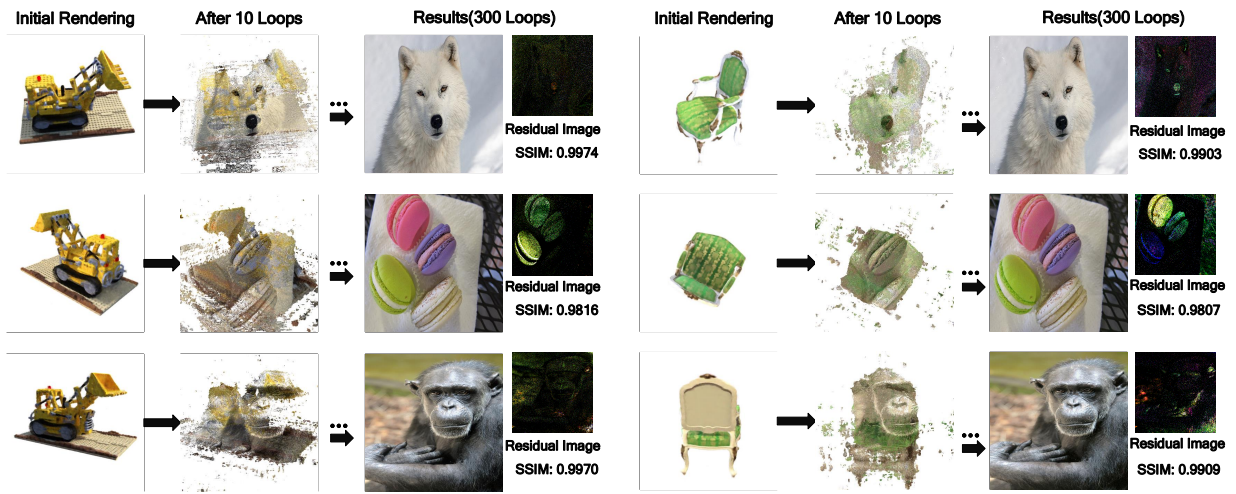 Initial Rendering After 10 Loops Results(300 Loops) Initial Rendering After 10 Loops Results(300 Loops)
Residual Image
SSIM: 0.9974
Residual Image
SSIM: 0.9903
Residual Image
SSIM: 0.9816
Residual Image
SSIM: 0.9807
Residual Image
SSIM: 0.9970
Residual Image
SSIM: 0.9909